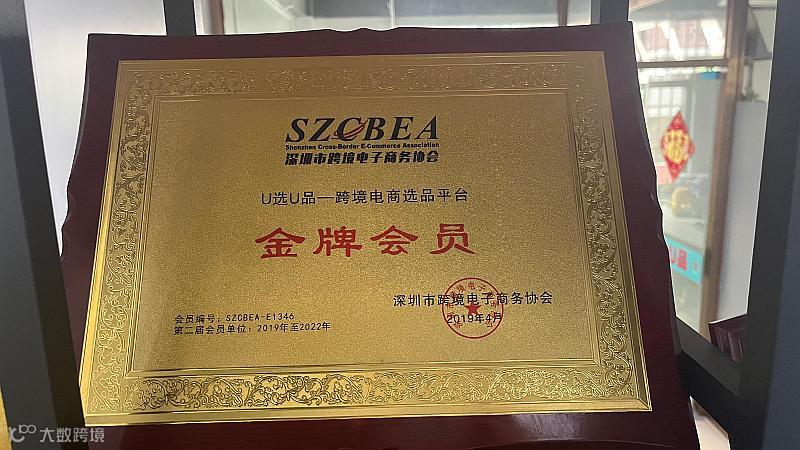 SZCBEA
Shenzhen Cross-Border E-Commerce Association
深圳市跨境电子商务协会
U选U品—跨境电商选品平台
金牌会员
深圳市跨境电子商务协会
2019年4月
会员编号: SZCBEA-E1346
第二届会员单位: 2019年至2022年
福
U品
大数跨境